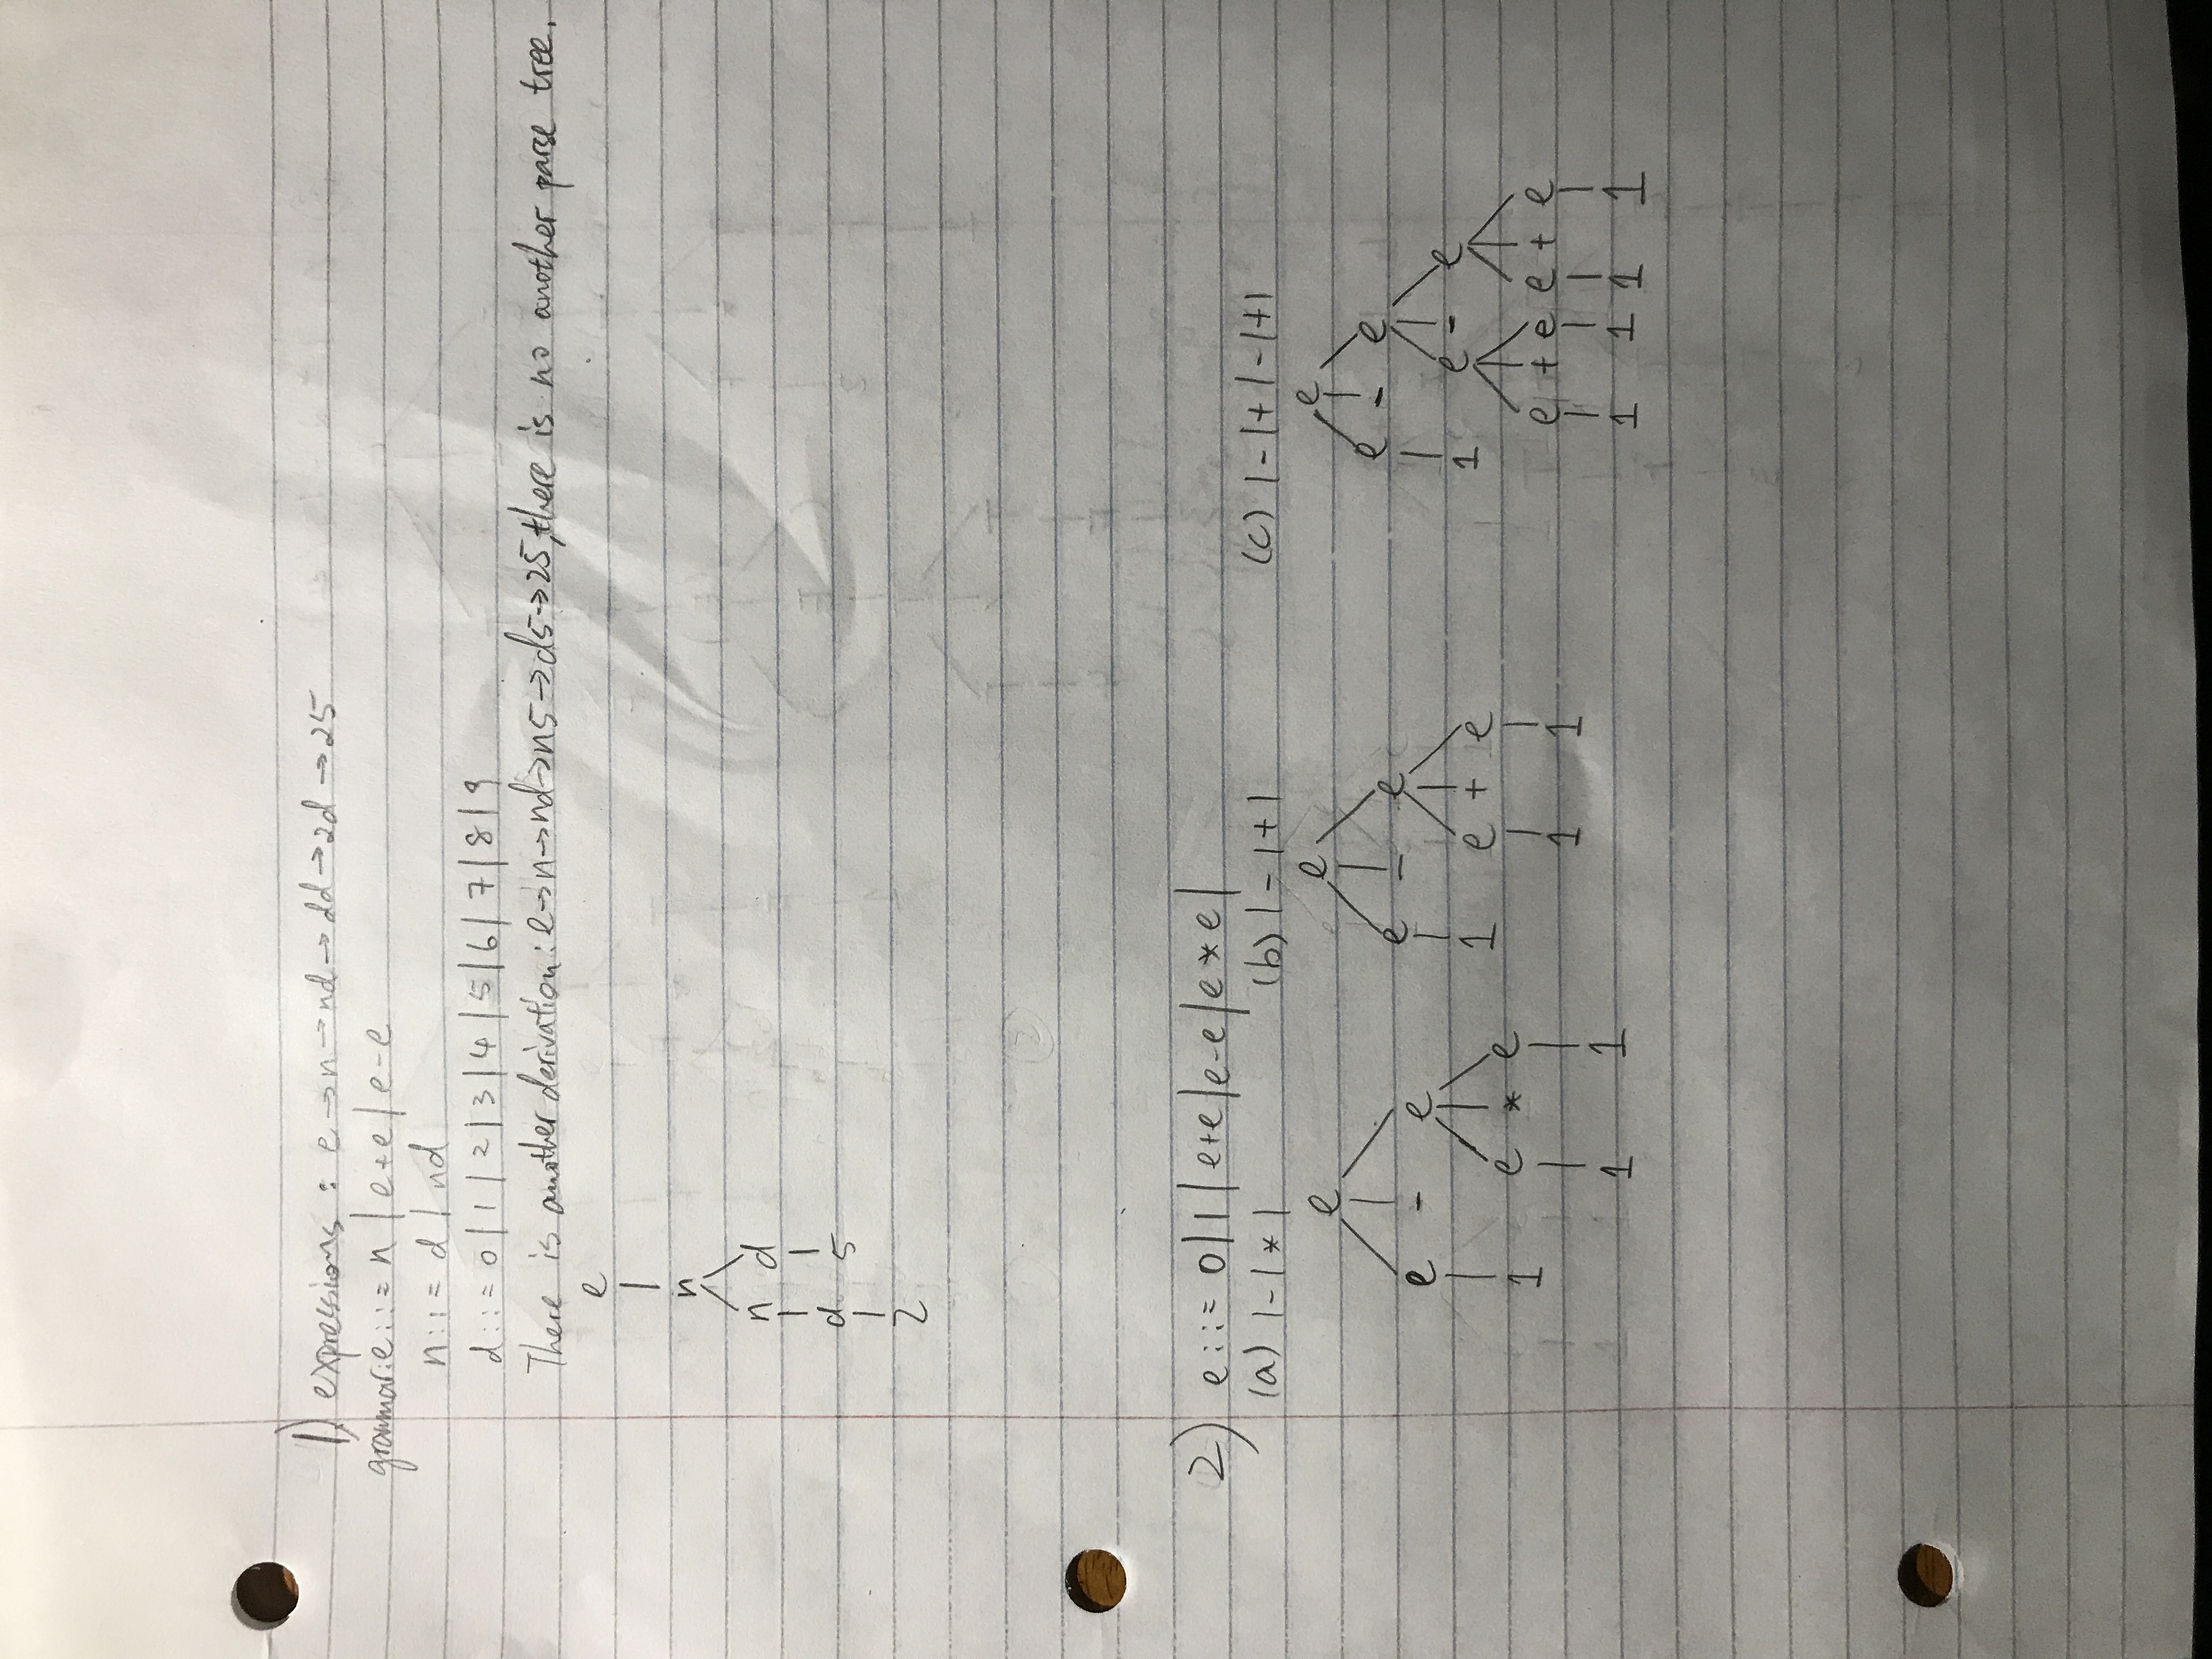 1) expressions : e → n → nd → dd → 2d → 25
grammar: e ::= n | e+e | e-e
n ::= d | nd
d ::= 0 | 1 | 2 | 3 | 4 | 5 | 6 | 7 | 8 | 9
There is another derivation : e→n→nd→n5→d5→25, there is no another parse tree.
e
n
n d
d 5
2
2) e ::= 0 | 1 | e+e | e-e | e * e |
(a) 1-1 * 1 (b) 1-1+1 (c) 1-1+1-1+1
e e e
e - e e - e e - e
1 e * e 1 e + e 1 e - e
1 1 1 1 e + e e + e
1 1 1 1